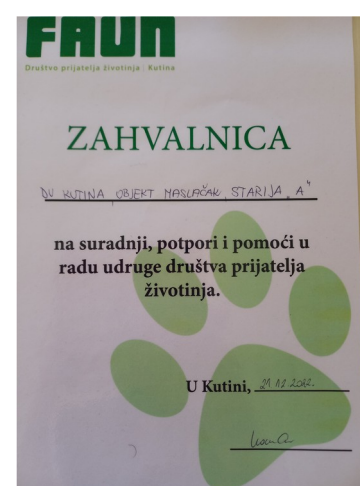 FAUN
Društvo prijatelja životinja | Kutina
ZAHVALNICA
DV KUTINA, OBJEKT MASLAČAK, STARIJA „A“
na suradnji, potpori i pomoći u
radu udruge društva prijatelja
životinja.
U Kutini, 21.12.2022.